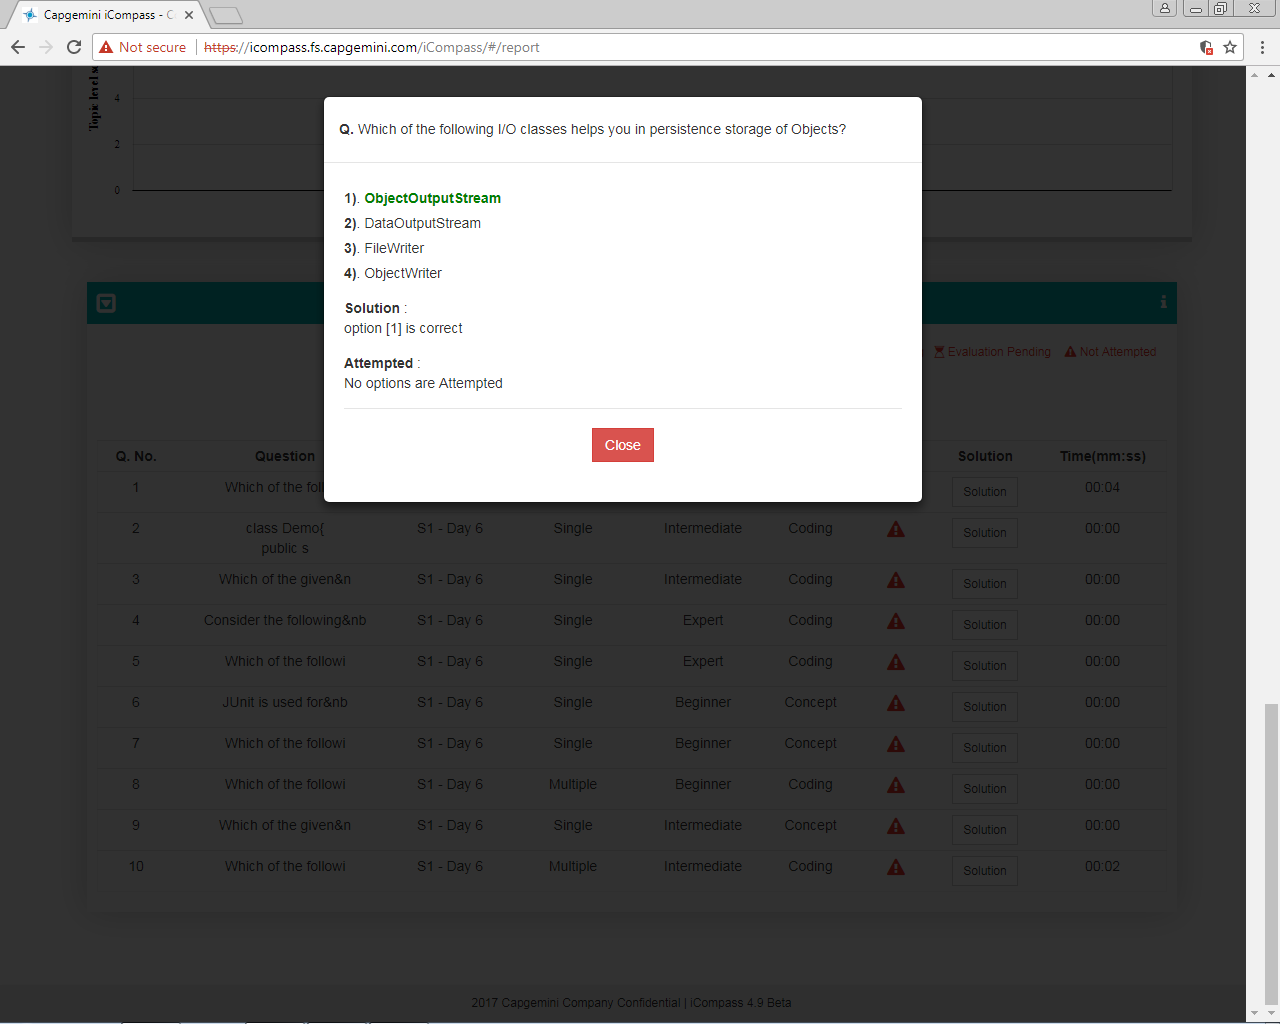 Capgemini iCompass - C
Not secure | https://icompass.fs.capgemini.com/iCompass/#/report
Topic level s
4
2
0
Q. Which of the following I/O classes helps you in persistence storage of Objects?
1). ObjectOutputStream
2). DataOutputStream
3). FileWriter
4). ObjectWriter
Solution :
option [1] is correct
Attempted :
No options are Attempted
Close
Evaluation Pending Not Attempted
Q. No. Question Solution Time(mm:ss)
1 Which of the fol Solution 00:04
2 class Demo{ S1 - Day 6 Single Intermediate Coding Solution 00:00
public s
3 Which of the given&n S1 - Day 6 Single Intermediate Coding Solution 00:00
4 Consider the following&nb S1 - Day 6 Single Expert Coding Solution 00:00
5 Which of the followi S1 - Day 6 Single Expert Coding Solution 00:00
6 JUnit is used for&nb S1 - Day 6 Single Beginner Concept Solution 00:00
7 Which of the followi S1 - Day 6 Single Beginner Concept Solution 00:00
8 Which of the followi S1 - Day 6 Multiple Beginner Coding Solution 00:00
9 Which of the given&n S1 - Day 6 Single Intermediate Concept Solution 00:00
10 Which of the followi S1 - Day 6 Multiple Intermediate Coding Solution 00:02
2017 Capgemini Company Confidential | iCompass 4.9 Beta